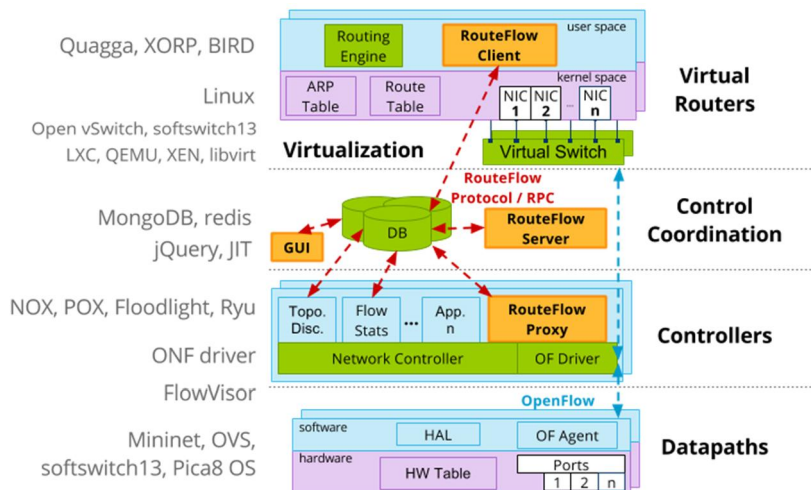 Quagga, XORP, BIRD
Linux
Open vSwitch, softswitch13
LXC, QEMU, XEN, libvirt
Routing
Engine
RouteFlow
Client
user space
ARP
Table
Route
Table
kernel space
NIC
1
NIC
2
...
NIC
n
Virtual Switch
Virtualization
Virtual
Routers
RouteFlow
Protocol / RPC
MongoDB, redis
jQuery, JIT
GUI
DB
RouteFlow
Server
Control
Coordination
NOX, POX, Floodlight, Ryu
ONF driver
FlowVisor
Topo.
Disc.
Flow
Stats
...
App.
n
RouteFlow
Proxy
Network Controller
OF Driver
Controllers
OpenFlow
Mininet, OVS,
softswitch13, Pica8 OS
software
HAL
OF Agent
hardware
HW Table
Ports
1 2 n
Datapaths